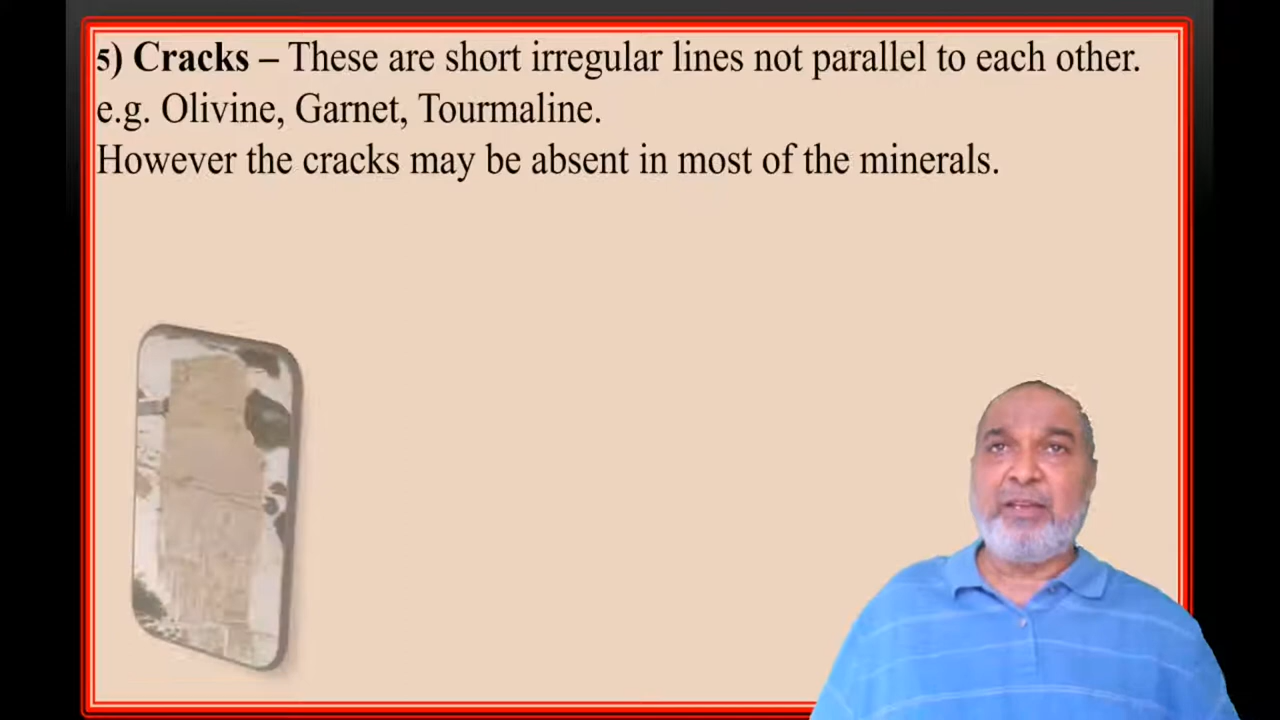 5) Cracks – These are short irregular lines not parallel to each other.
e.g. Olivine, Garnet, Tourmaline.
However the cracks may be absent in most of the minerals.